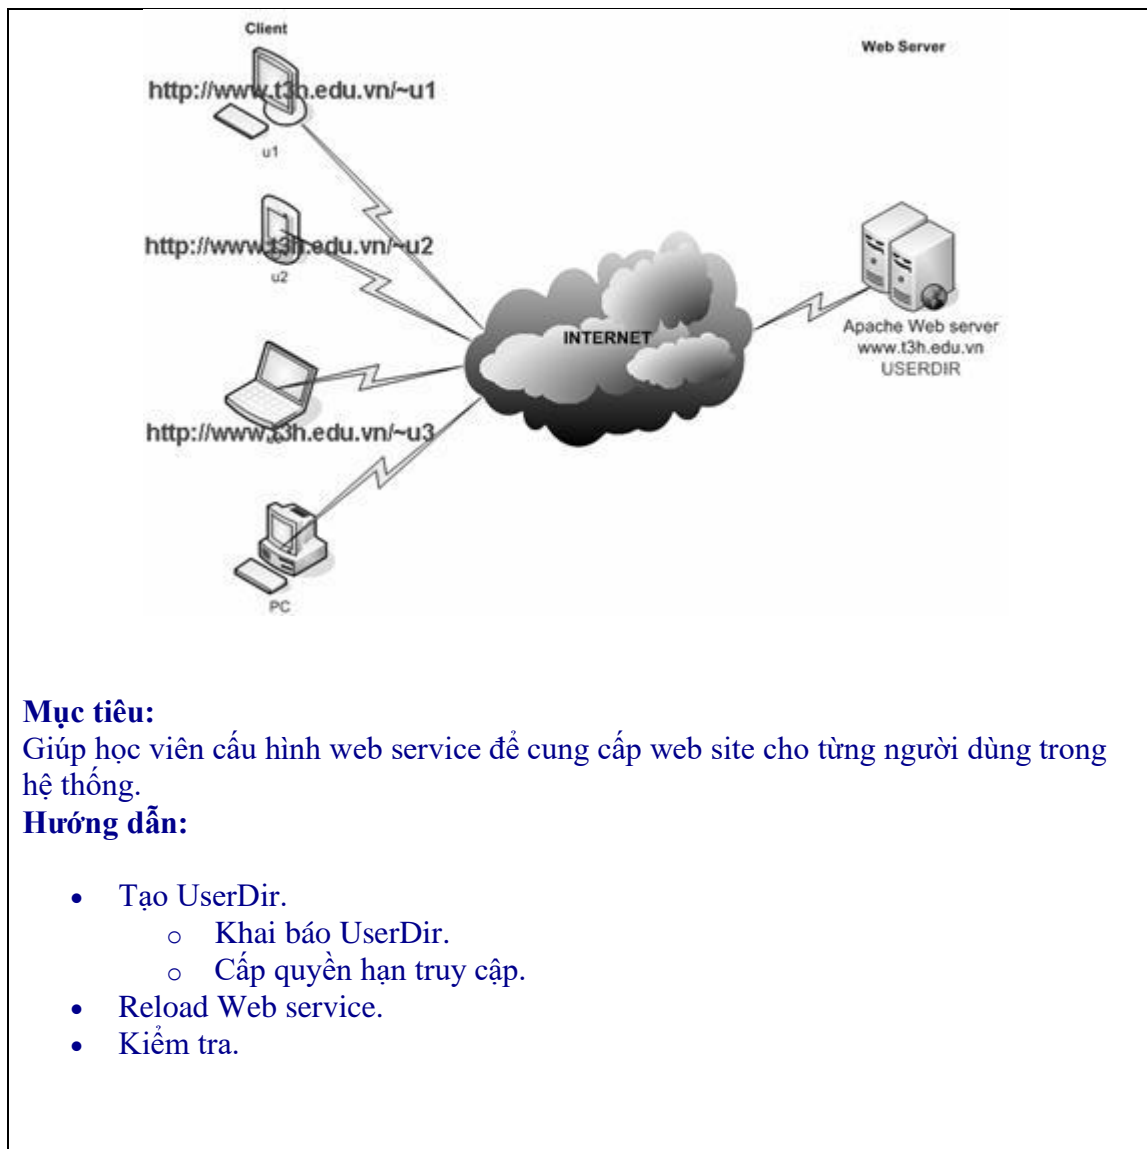 Client
Web Server
http://www.t3h.edu.vn/~u1
u1
http://www.t3h.edu.vn/~u2
u2
INTERNET
Apache Web server
www.t3h.edu.vn
USERDIR
http://www.t3h.edu.vn/~u3
PC
Mục tiêu:
Giúp học viên cấu hình web service để cung cấp web site cho từng người dùng trong
hệ thống.
Hướng dẫn:
• Tạo UserDir.
o Khai báo UserDir.
o Cấp quyền hạn truy cập.
• Reload Web service.
• Kiểm tra.